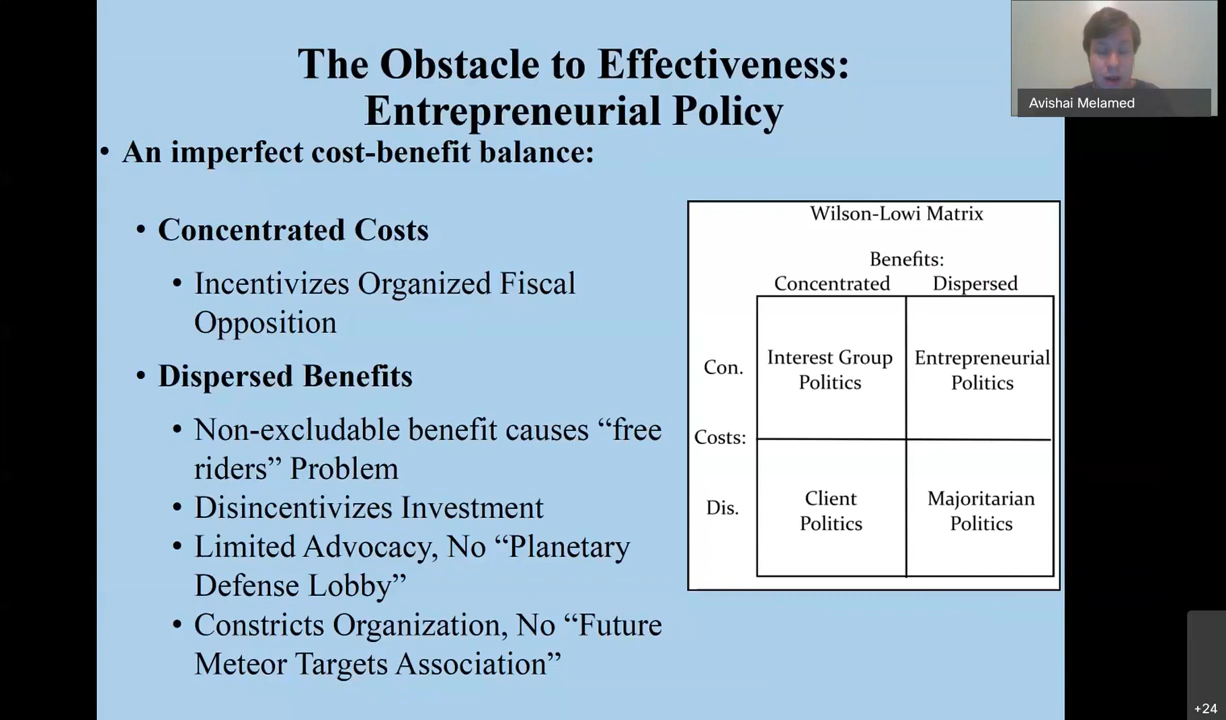 The Obstacle to Effectiveness:
Entrepreneurial Policy
• An imperfect cost-benefit balance:
• Concentrated Costs
• Incentivizes Organized Fiscal
Opposition
• Dispersed Benefits
• Non-excludable benefit causes “free
riders” Problem
• Disincentivizes Investment
• Limited Advocacy, No “Planetary
Defense Lobby”
• Constricts Organization, No “Future
Meteor Targets Association”
Wilson-Lowi Matrix
Benefits:
Concentrated Dispersed
Con.
Interest Group
Politics
Entrepreneurial
Politics
Costs:
Dis.
Client
Politics
Majoritarian
Politics
Avishai Melamed
+24